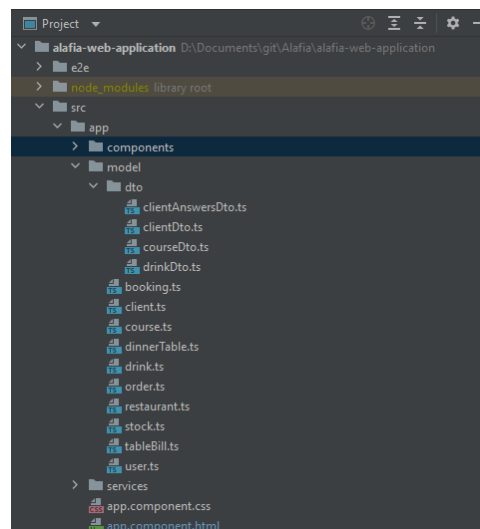 Project
alafia-web-application D:\Documents\git\Alafia\alafia-web-application
e2e
node_modules library root
src
app
components
model
dto
clientAnswersDto.ts
clientDto.ts
courseDto.ts
drinkDto.ts
booking.ts
client.ts
course.ts
dinnerTable.ts
drink.ts
order.ts
restaurant.ts
stock.ts
tableBill.ts
user.ts
services
app.component.css
app.component.html